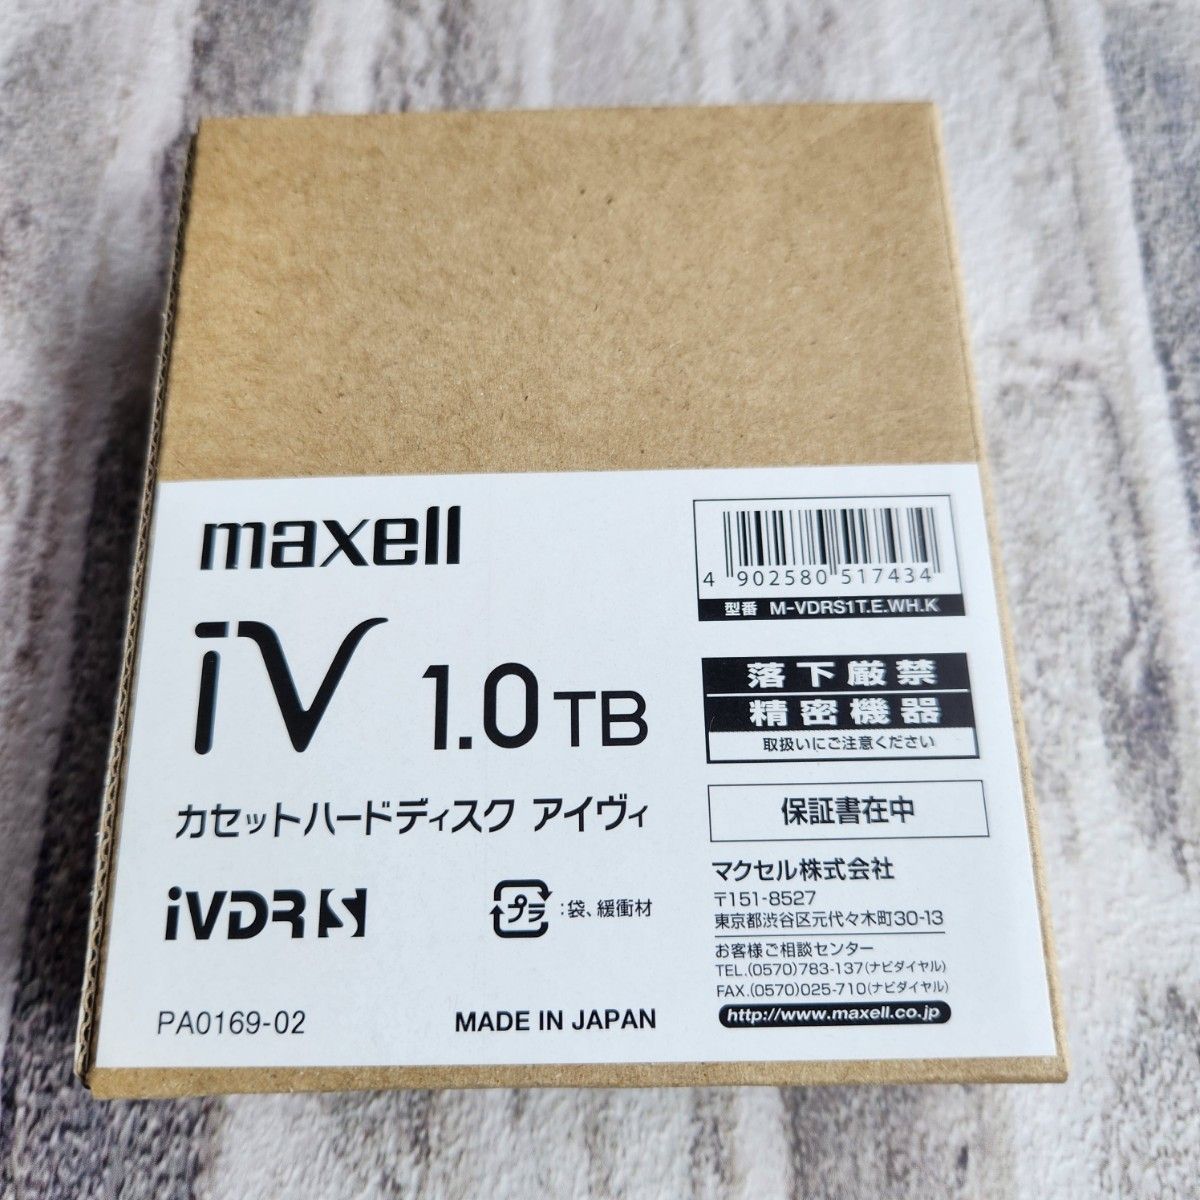 maxell
iV 1.0TB
カセットハードディスク アイヴィ
iVDR S
プラ :袋、緩衝材
PA0169-02
MADE IN JAPAN
4 902580 517434
型番 M-VDRS1T.E.WH.K
落下厳禁
精密機器
取扱いにご注意ください
保証書在中
マクセル株式会社
〒151-8527
東京都渋谷区元代々木町30-13
お客様ご相談センター
TEL.(0570)783-137(ナビダイヤル)
FAX.(0570)025-710(ナビダイヤル)
http://www.maxell.co.jp